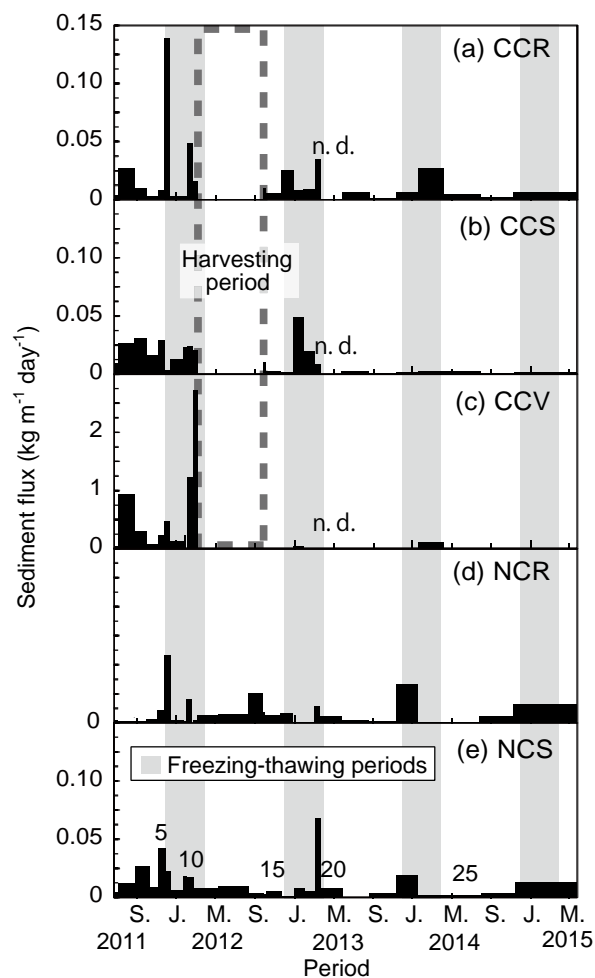 0.15
(a) CCR
0.10
0.05
n. d.
0
(b) CCS
0.10
Harvesting
period
0.05
n. d.
0
(c) CCV
2
1
n. d.
0
(d) NCR
0
(e) NCS
Freezing-thawing periods
0.10
0.05
5
10
15
20
25
0
Sediment flux (kg m⁻¹ day⁻¹)
S. J. M. S. J. M. S. J. M. S. J. M.
2011 2012 2013 2014 2015
Period